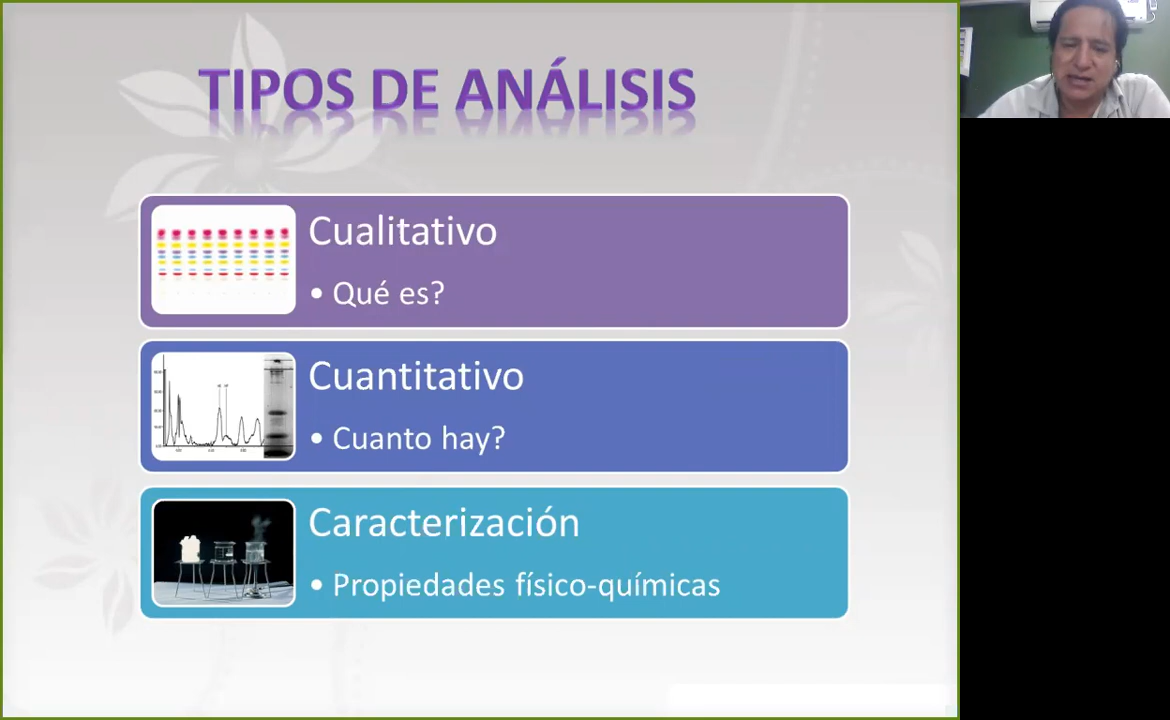 TIPOS DE ANÁLISIS
Cualitativo
• Qué es?
Cuantitativo
• Cuanto hay?
Caracterización
• Propiedades físico-químicas